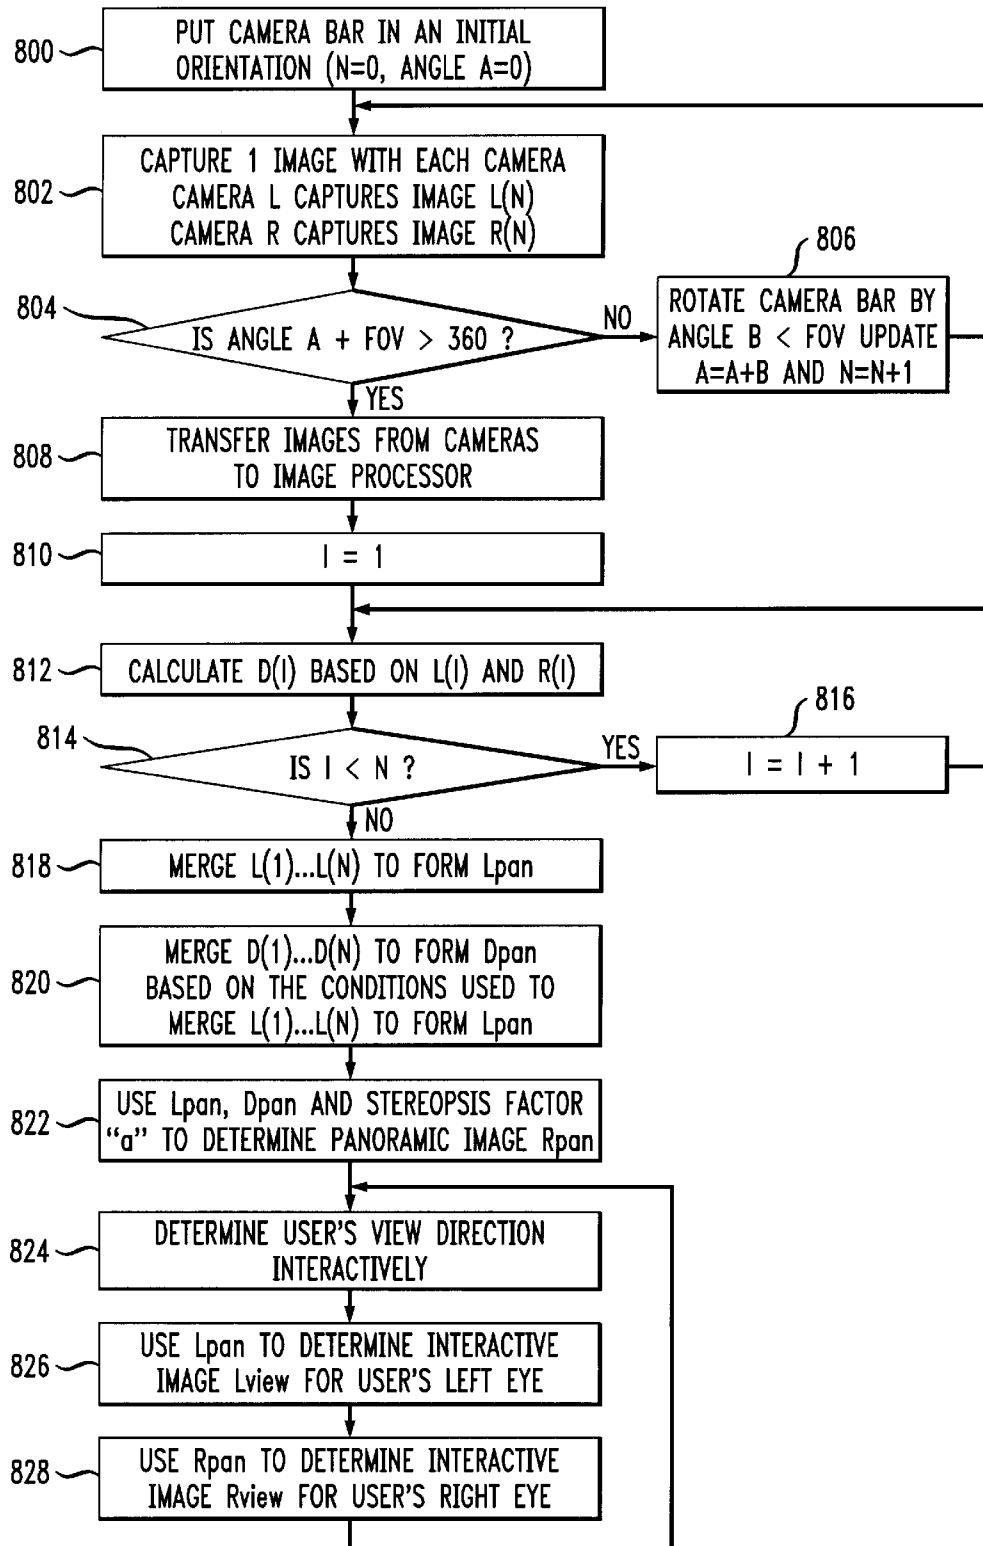 800
PUT CAMERA BAR IN AN INITIAL
ORIENTATION (N=0, ANGLE A=0)
802
CAPTURE 1 IMAGE WITH EACH CAMERA
CAMERA L CAPTURES IMAGE L(N)
CAMERA R CAPTURES IMAGE R(N)
804
IS ANGLE A + FOV > 360 ?
NO
YES
806
ROTATE CAMERA BAR BY
ANGLE B < FOV UPDATE
A=A+B AND N=N+1
808
TRANSFER IMAGES FROM CAMERAS
TO IMAGE PROCESSOR
810
I = 1
812
CALCULATE D(I) BASED ON L(I) AND R(I)
814
IS I < N ?
YES
NO
816
I = I + 1
818
MERGE L(1)...L(N) TO FORM Lpan
820
MERGE D(1)...D(N) TO FORM Dpan
BASED ON THE CONDITIONS USED TO
MERGE L(1)...L(N) TO FORM Lpan
822
USE Lpan, Dpan AND STEREOPSIS FACTOR
“a” TO DETERMINE PANORAMIC IMAGE Rpan
824
DETERMINE USER'S VIEW DIRECTION
INTERACTIVELY
826
USE Lpan TO DETERMINE INTERACTIVE
IMAGE Lview FOR USER'S LEFT EYE
828
USE Rpan TO DETERMINE INTERACTIVE
IMAGE Rview FOR USER'S RIGHT EYE